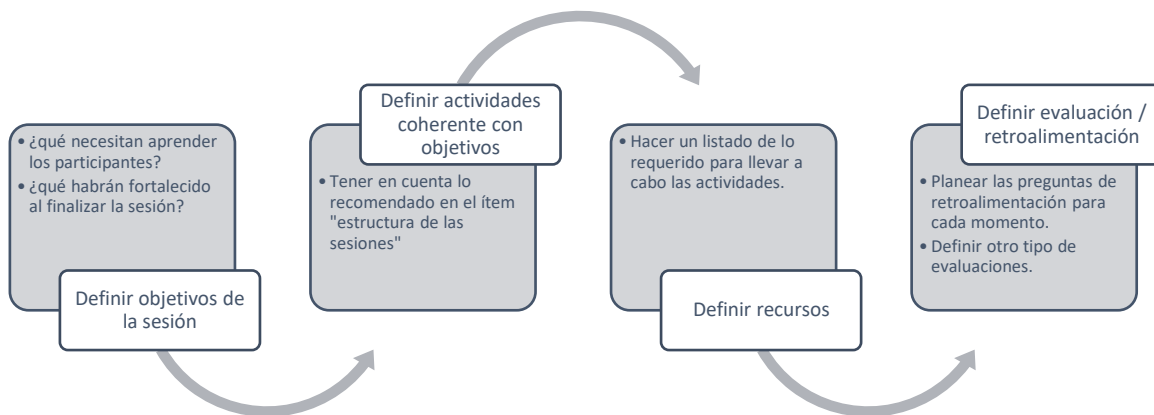 • ¿qué necesitan aprender
los participantes?
• ¿qué habrán fortalecido
al finalizar la sesión?
Definir objetivos de
la sesión
Definir actividades
coherente con
objetivos
• Tener en cuenta lo
recomendado en el ítem
"estructura de las
sesiones"
• Hacer un listado de lo
requerido para llevar a
cabo las actividades.
Definir recursos
Definir evaluación /
retroalimentación
• Planear las preguntas de
retroalimentación para
cada momento.
• Definir otro tipo de
evaluaciones.